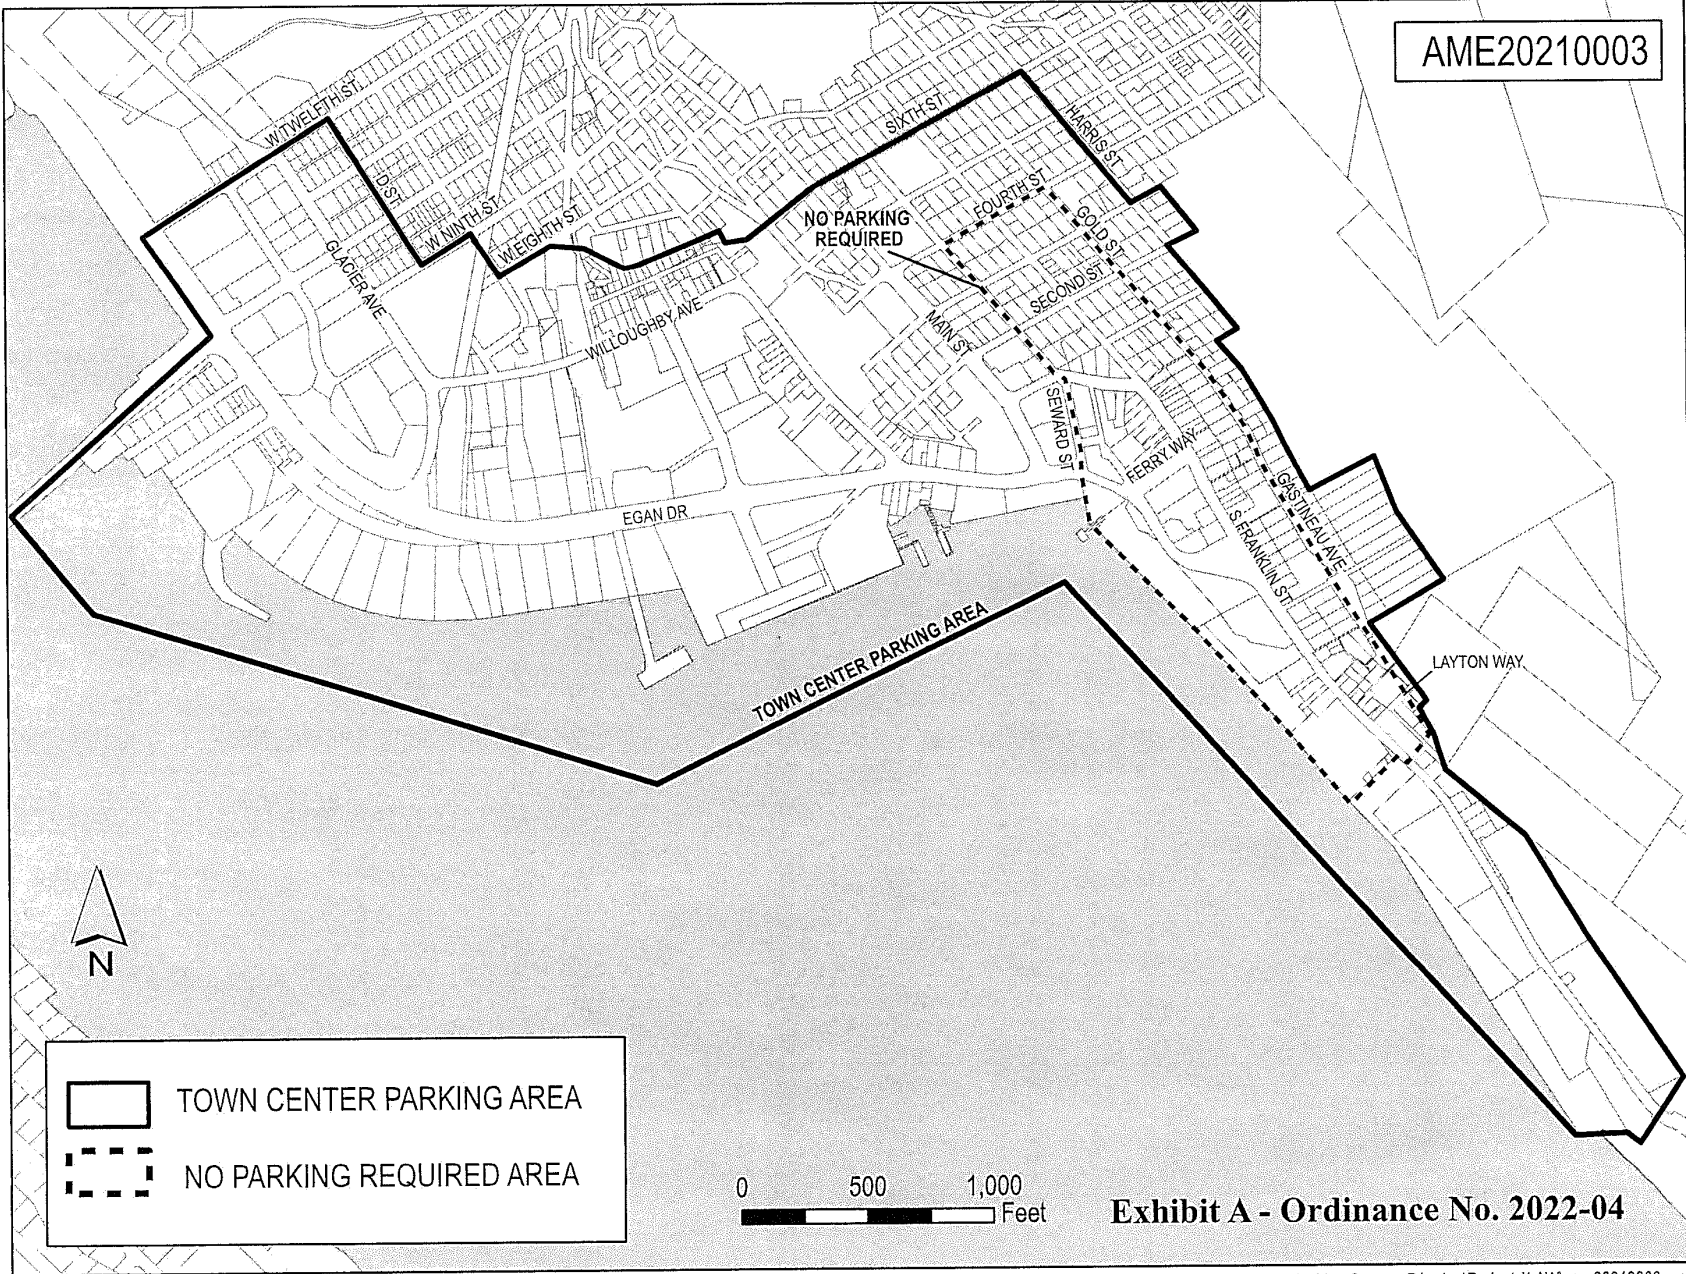 AME20210003
W TWELFTH ST
SIXTH ST
HARRIS ST
D ST
W NINTH ST
W EIGHTH ST
FOURTH ST
GOLD ST
NO PARKING
REQUIRED
GLACIER AVE
SECOND ST
WILLOUGHBY AVE
MAIN ST
SEWARD ST
FERRY WAY
GASTINEAU AVE
S FRANKLIN ST
EGAN DR
TOWN CENTER PARKING AREA
LAYTON WAY
N
TOWN CENTER PARKING AREA
NO PARKING REQUIRED AREA
0 500 1,000
Feet
Exhibit A - Ordinance No. 2022-04